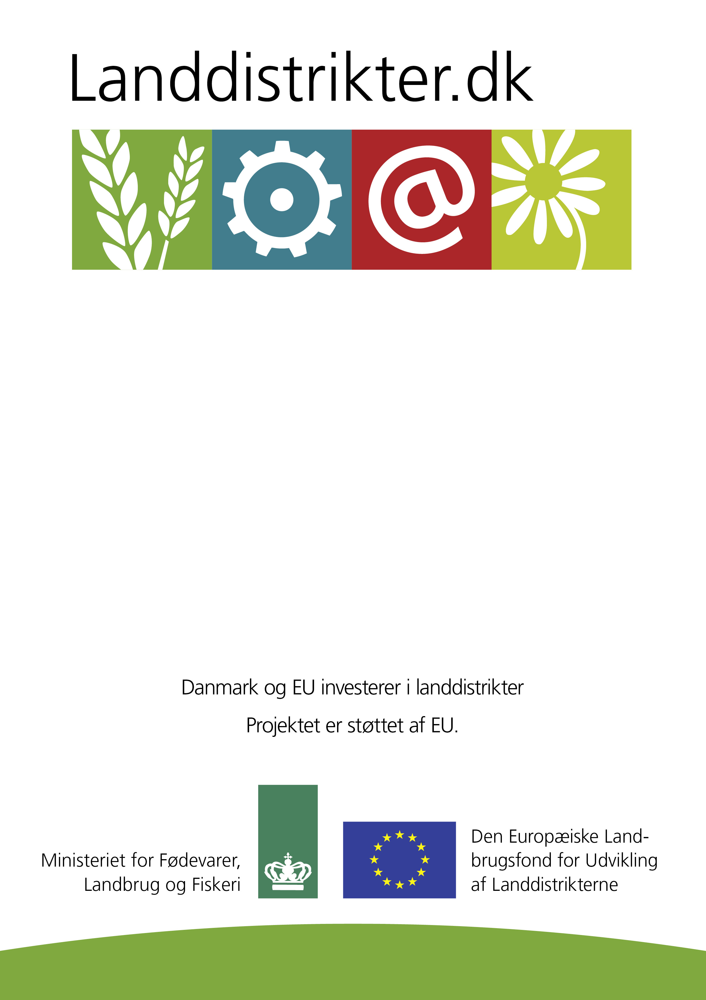 Landdistrikter.dk
@
Danmark og EU investerer i landdistrikter
Projektet er støttet af EU.
Ministeriet for Fødevarer,
Landbrug og Fiskeri
Den Europæiske Land-
brugsfond for Udvikling
af Landdistrikterne